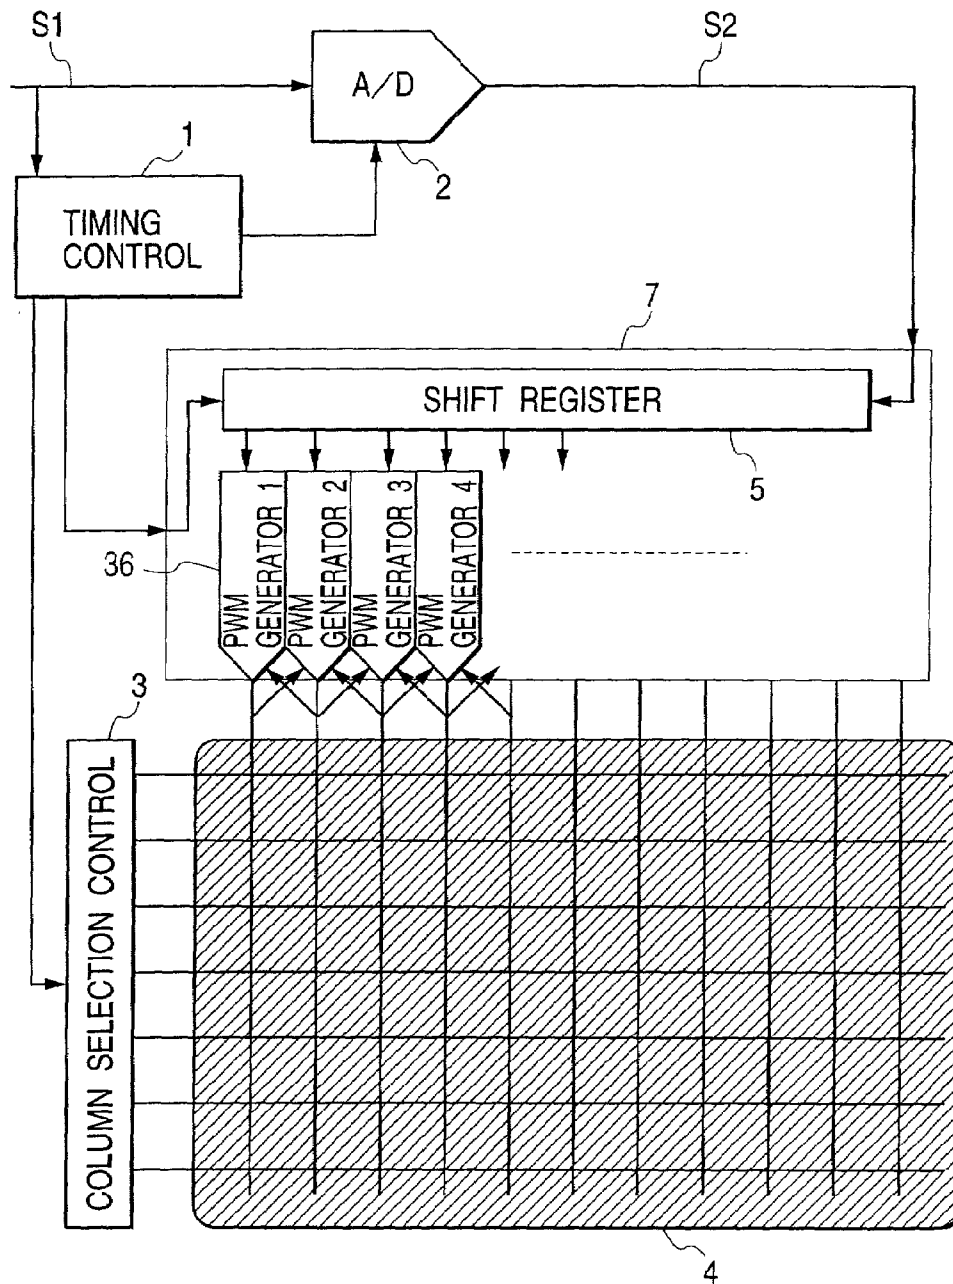 S1
S2
A/D
1
2
TIMING
CONTROL
7
SHIFT REGISTER
5
36
PWM
GENERATOR 1
PWM
GENERATOR 2
PWM
GENERATOR 3
PWM
GENERATOR 4
3
COLUMN SELECTION CONTROL
4